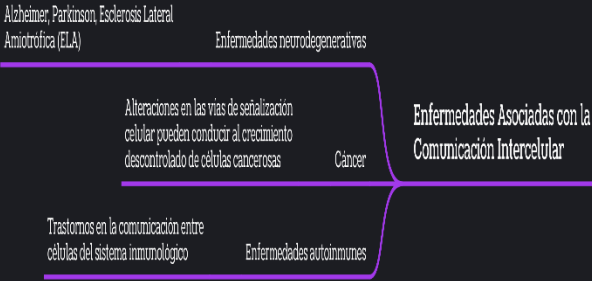 Alzheimer, Parkinson, Esclerosis Lateral
Amiotrófica (ELA)
Enfermedades neurodegenerativas
Alteraciones en las vías de señalización
celular pueden conducir al crecimiento
descontrolado de células cancerosas
Cáncer
Enfermedades Asociadas con la
Comunicación Intercelular
Trastornos en la comunicación entre
células del sistema inmunológico
Enfermedades autoinmunes